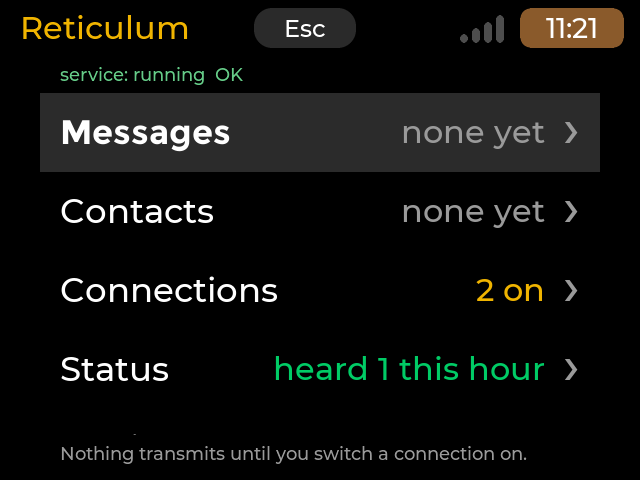 Reticulum
Esc
11:21
service: running OK
Messages none yet
Contacts none yet
Connections 2 on
Status heard 1 this hour
Nothing transmits until you switch a connection on.